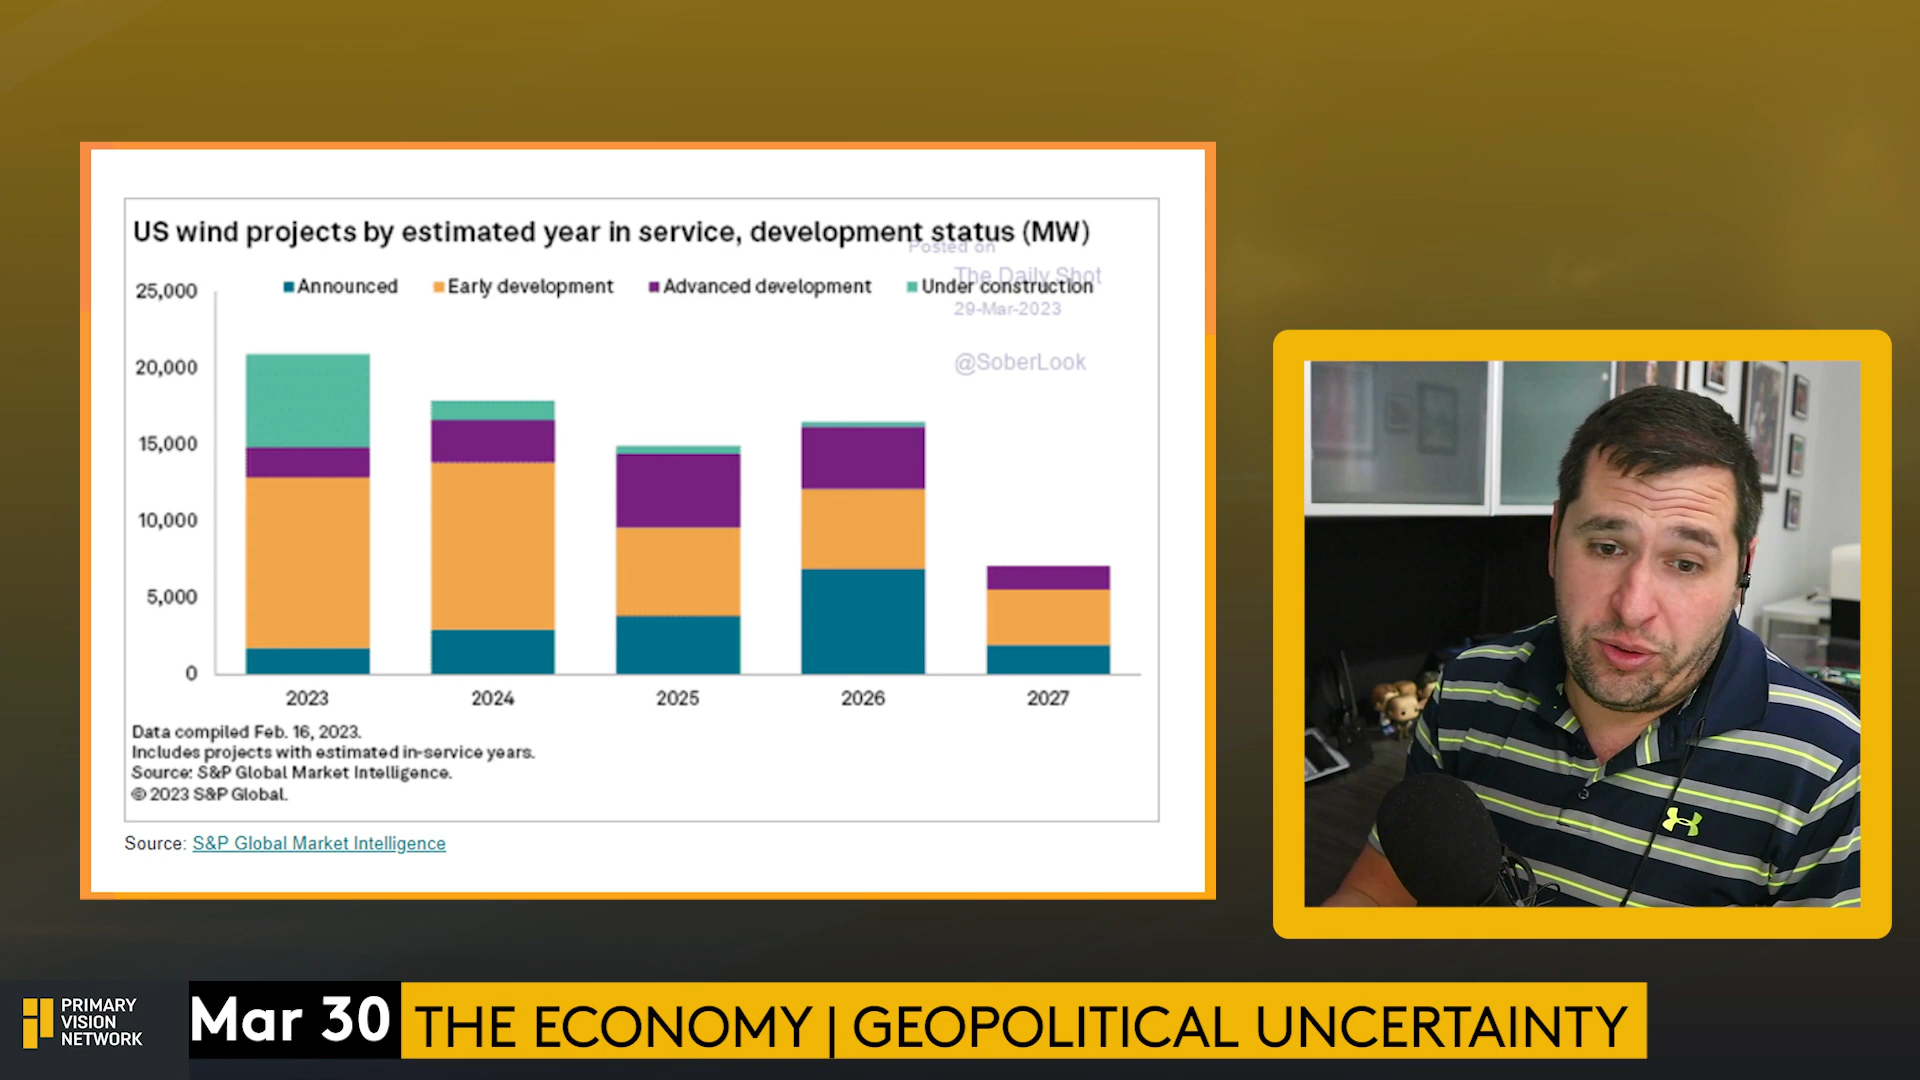 US wind projects by estimated year in service, development status (MW)
Posted on
The Daily Shot
29-Mar-2023
@SoberLook
Announced
Early development
Advanced development
Under construction
25,000
20,000
15,000
10,000
5,000
0
2023
2024
2025
2026
2027
Data compiled Feb. 16, 2023.
Includes projects with estimated in-service years.
Source: S&P Global Market Intelligence.
© 2023 S&P Global.
Source: S&P Global Market Intelligence
PRIMARY
VISION
NETWORK
Mar 30
THE ECONOMY | GEOPOLITICAL UNCERTAINTY